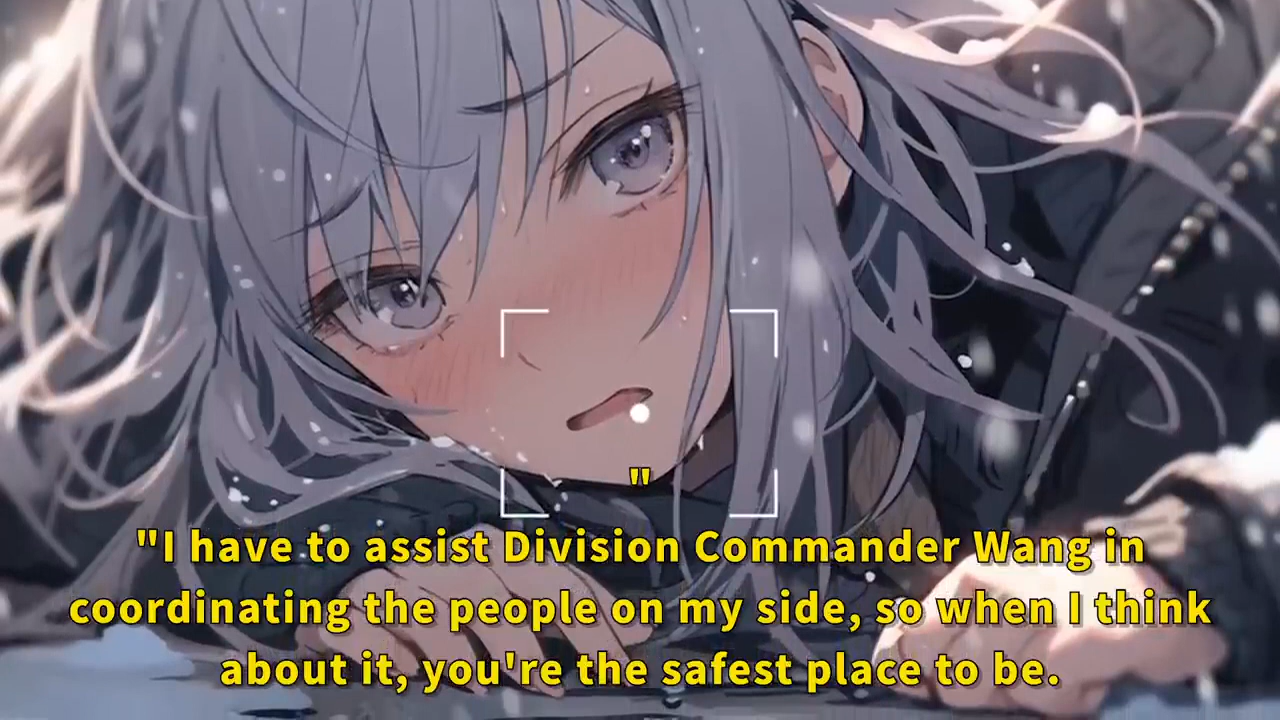 "
"I have to assist Division Commander Wang in
coordinating the people on my side, so when I think
about it, you're the safest place to be.